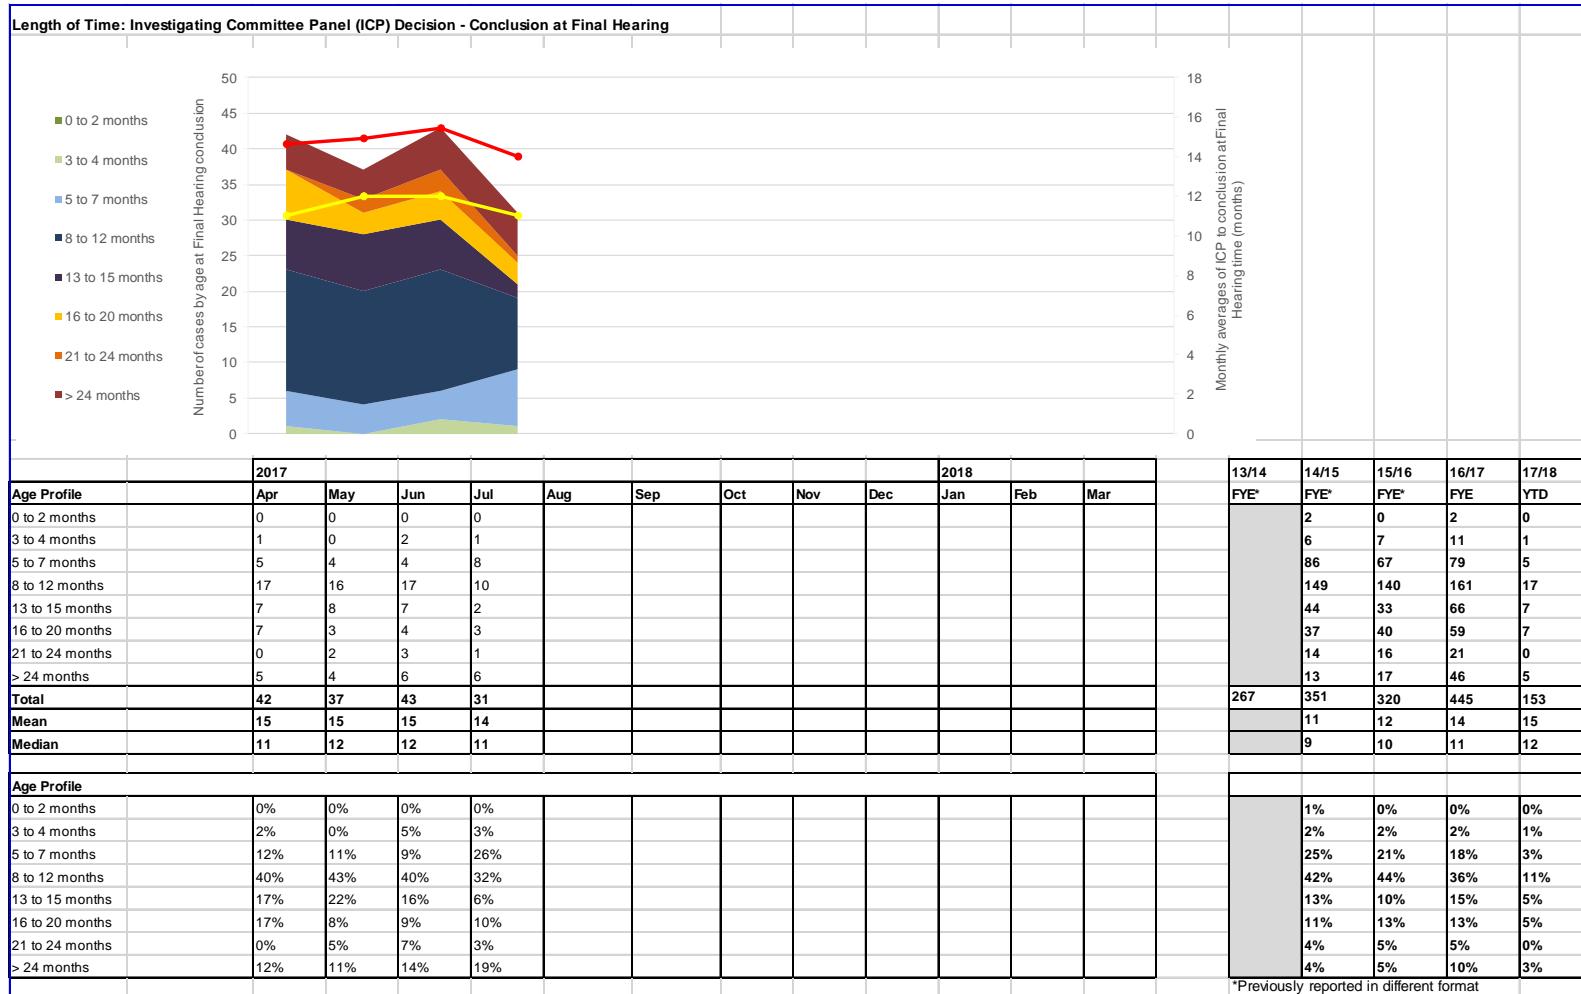 Length of Time: Investigating Committee Panel (ICP) Decision - Conclusion at Final Hearing
0 to 2 months
3 to 4 months
5 to 7 months
8 to 12 months
13 to 15 months
16 to 20 months
21 to 24 months
> 24 months
Number of cases by age at Final Hearing conclusion
50
45
40
35
30
25
20
15
10
5
0
18
16
14
12
10
8
6
4
2
0
Monthly averages of ICP to conclusion at Final
Hearing time (months)
2017 2018 13/14 14/15 15/16 16/17 17/18
Age Profile Apr May Jun Jul Aug Sep Oct Nov Dec Jan Feb Mar FYE* FYE* FYE* FYE YTD
0 to 2 months 0 0 0 0 2 0 2 0
3 to 4 months 1 0 2 1 6 7 11 1
5 to 7 months 5 4 4 8 86 67 79 5
8 to 12 months 17 16 17 10 149 140 161 17
13 to 15 months 7 8 7 2 44 33 66 7
16 to 20 months 7 3 4 3 37 40 59 7
21 to 24 months 0 2 3 1 14 16 21 0
> 24 months 5 4 6 6 13 17 46 5
Total 42 37 43 31 267 351 320 445 153
Mean 15 15 15 14 11 12 14 15
Median 11 12 12 11 9 10 11 12
Age Profile
0 to 2 months 0% 0% 0% 0% 1% 0% 0% 0%
3 to 4 months 2% 0% 5% 3% 2% 2% 2% 1%
5 to 7 months 12% 11% 9% 26% 25% 21% 18% 3%
8 to 12 months 40% 43% 40% 32% 42% 44% 36% 11%
13 to 15 months 17% 22% 16% 6% 13% 10% 15% 5%
16 to 20 months 17% 8% 9% 10% 11% 13% 13% 5%
21 to 24 months 0% 5% 7% 3% 4% 5% 5% 0%
> 24 months 12% 11% 14% 19% 4% 5% 10% 3%
*Previously reported in different format